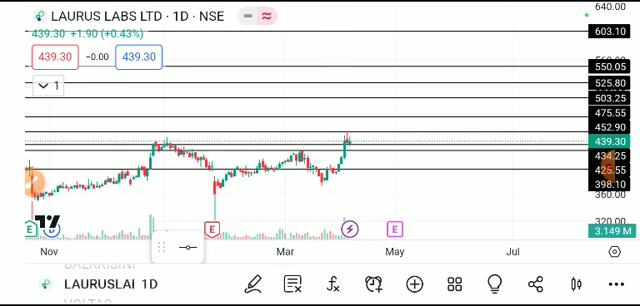 LAURUS LABS LTD · 1D · NSE
439.30 +1.90 (+0.43%)
439.30 −0.00 439.30
1
640.00
603.10
550.05
525.80
503.25
475.55
452.90
439.30
434.25
425.55
398.10
360.00
320.00
3.149 M
E D E E
Nov Mar May Jul
LAURUSLAI 1D